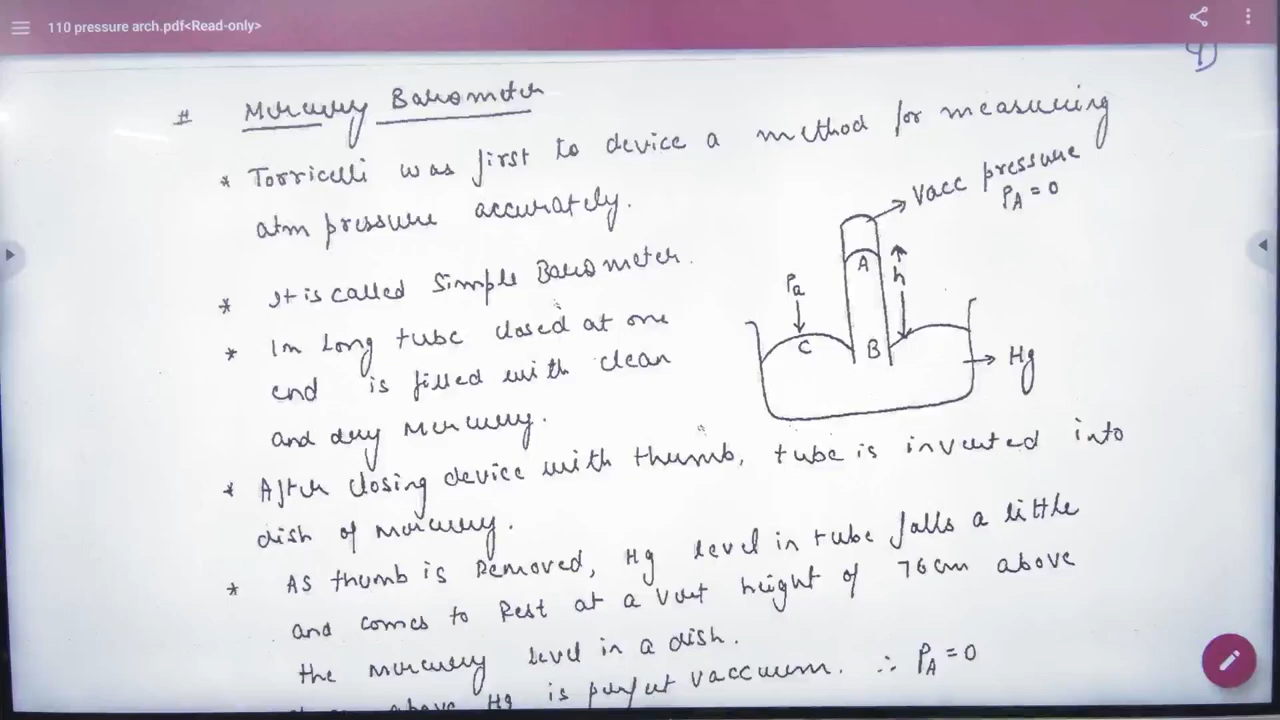 110 pressure arch.pdf<Read-only>
# Mercury Barometer
* Torricelli was first to device a method for measuring
atm pressure accurately.
* It is called Simple Barometer.
* 1m Long tube closed at one
end is filled with clean
and dry mercury.
Vacc pressure
PA = 0
A
h
Pa
C
B
Hg
* After closing device with thumb, tube is inverted into
dish of mercury.
* As thumb is Removed, Hg level in tube falls a little
and comes to Rest at a vert height of 76cm above
the mercury level in a dish.
above Hg is perfect vaccuum. ∴ PA = 0